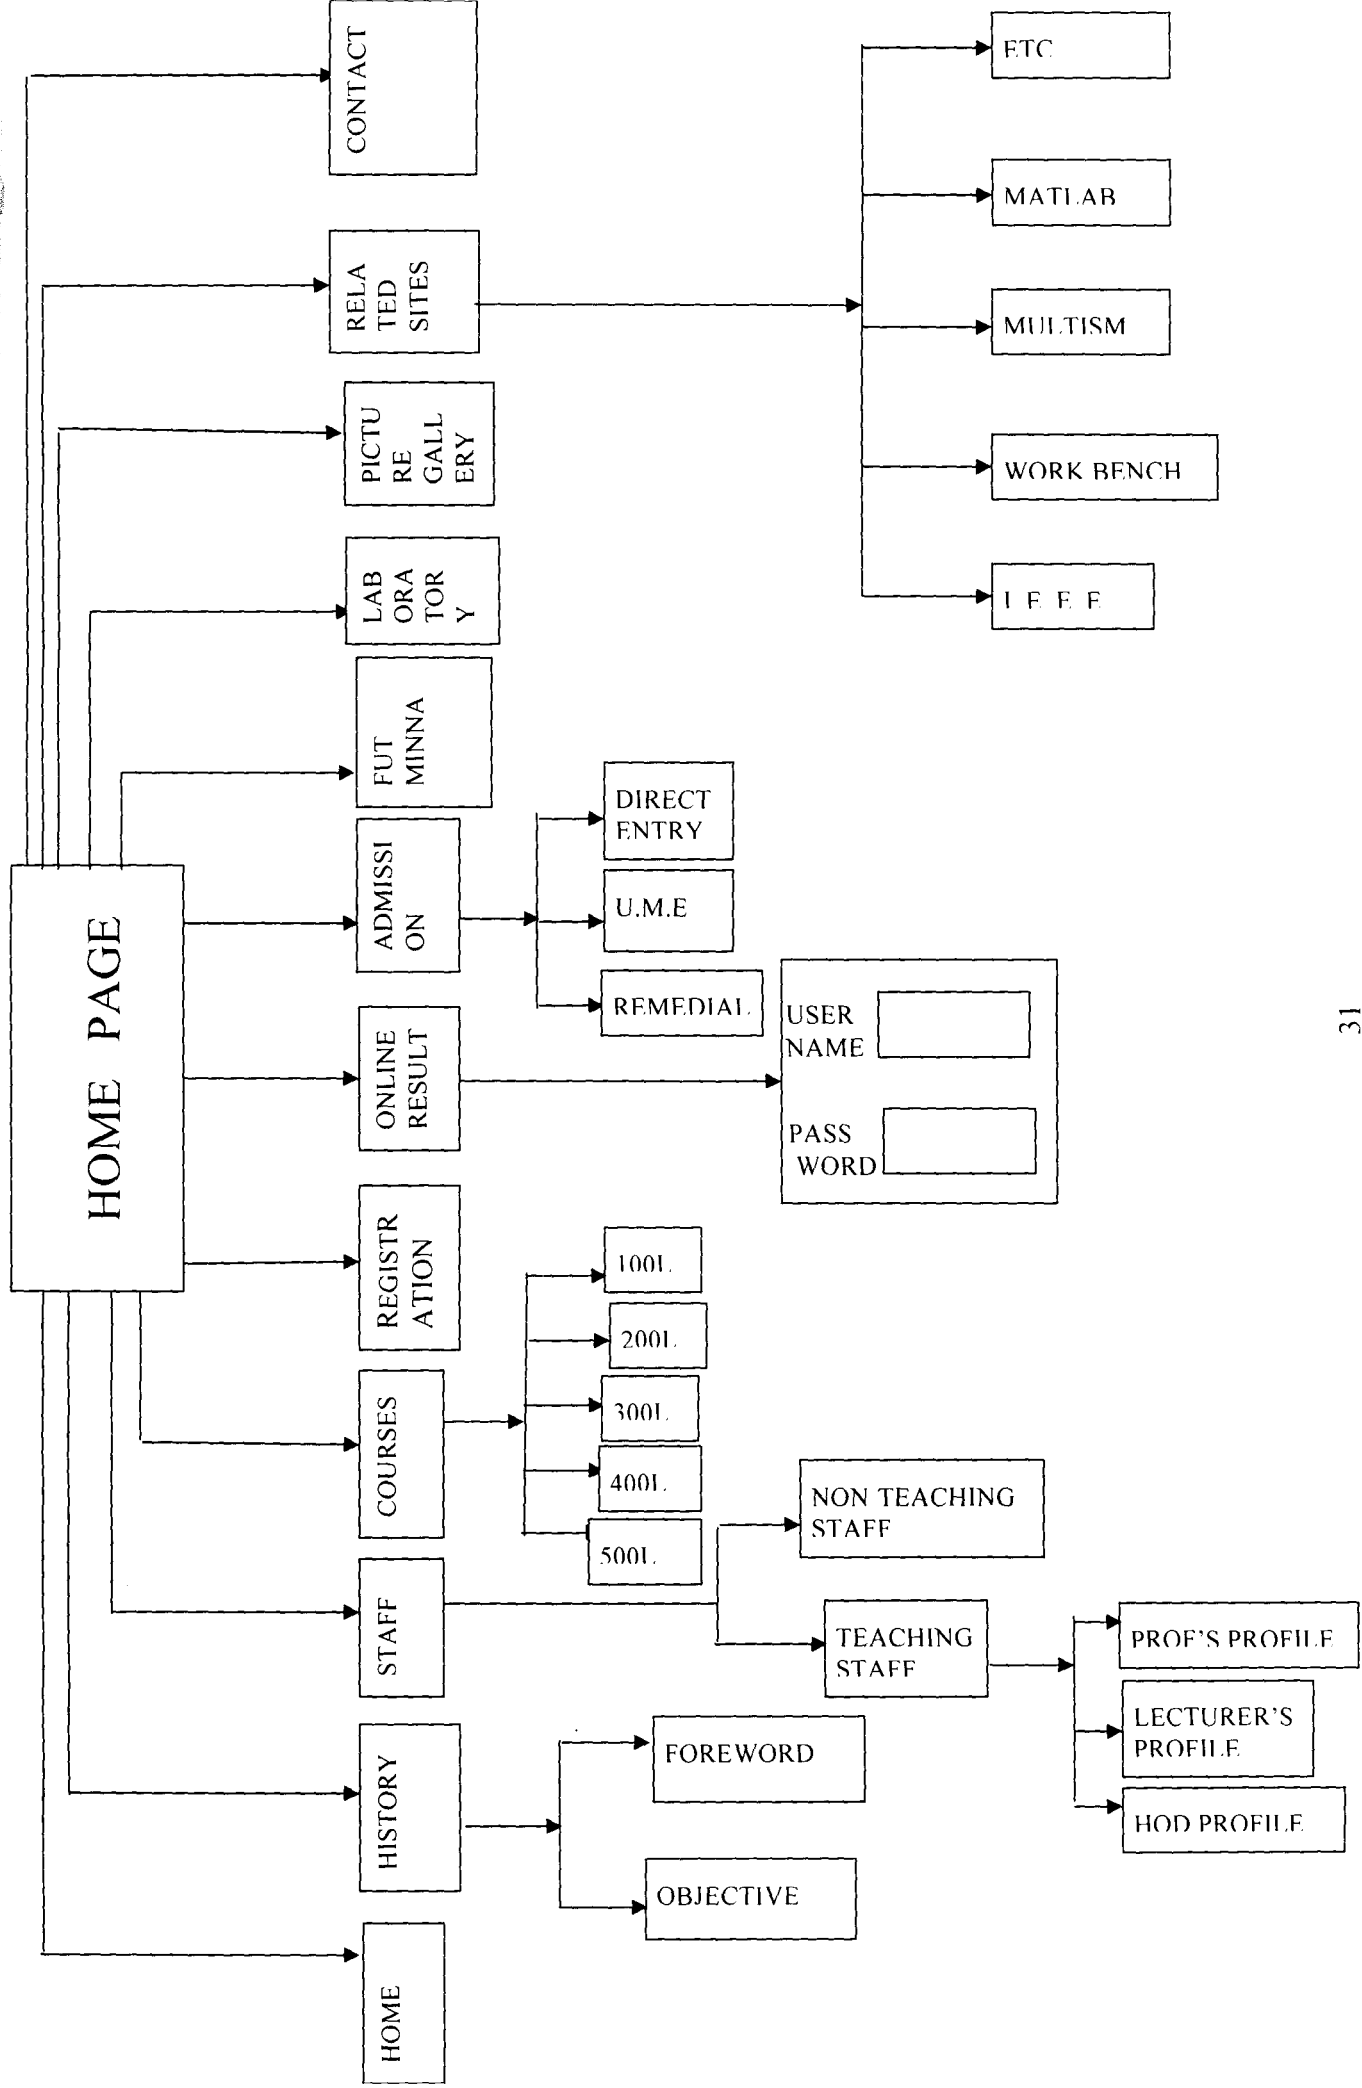 HOME PAGE
HOME
HISTORY
STAFF
COURSES
REGISTR
ATION
ONLINE
RESULT
ADMISSI
ON
FUT
MINNA
LAB
ORA
TOR
Y
PICTU
RE
GALL
ERY
RELA
TED
SITES
CONTACT
OBJECTIVE
FOREWORD
TEACHING
STAFF
NON TEACHING
STAFF
HOD PROFILE
LECTURER'S
PROFILE
PROF'S PROFILE
500L
400L
300L
200L
100L
PASS
WORD
USER
NAME
REMEDIAL
U.M.E
DIRECT
ENTRY
I E E E
WORK BENCH
MULTISM
MATLAB
ETC
31